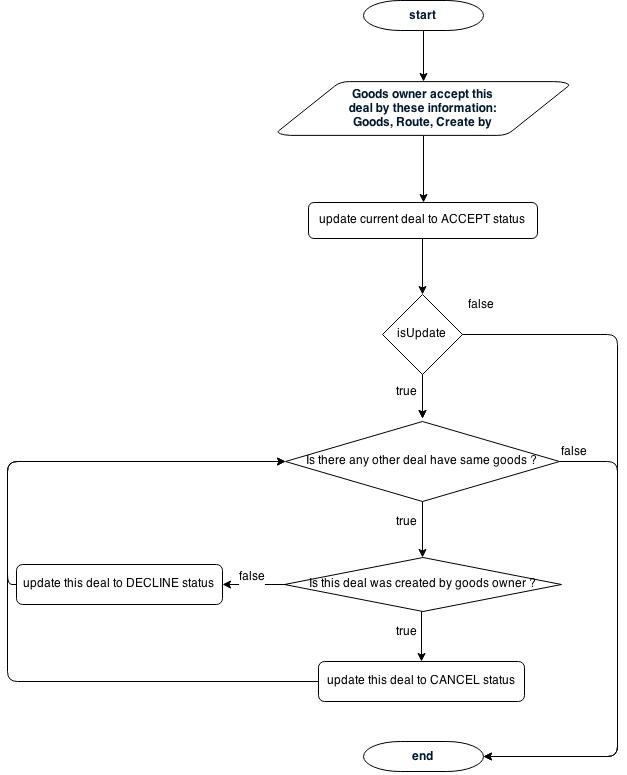 start
Goods owner accept this
deal by these information:
Goods, Route, Create by
update current deal to ACCEPT status
false
isUpdate
true
false
Is there any other deal have same goods ?
true
false
Is this deal was created by goods owner ?
update this deal to DECLINE status
true
update this deal to CANCEL status
end